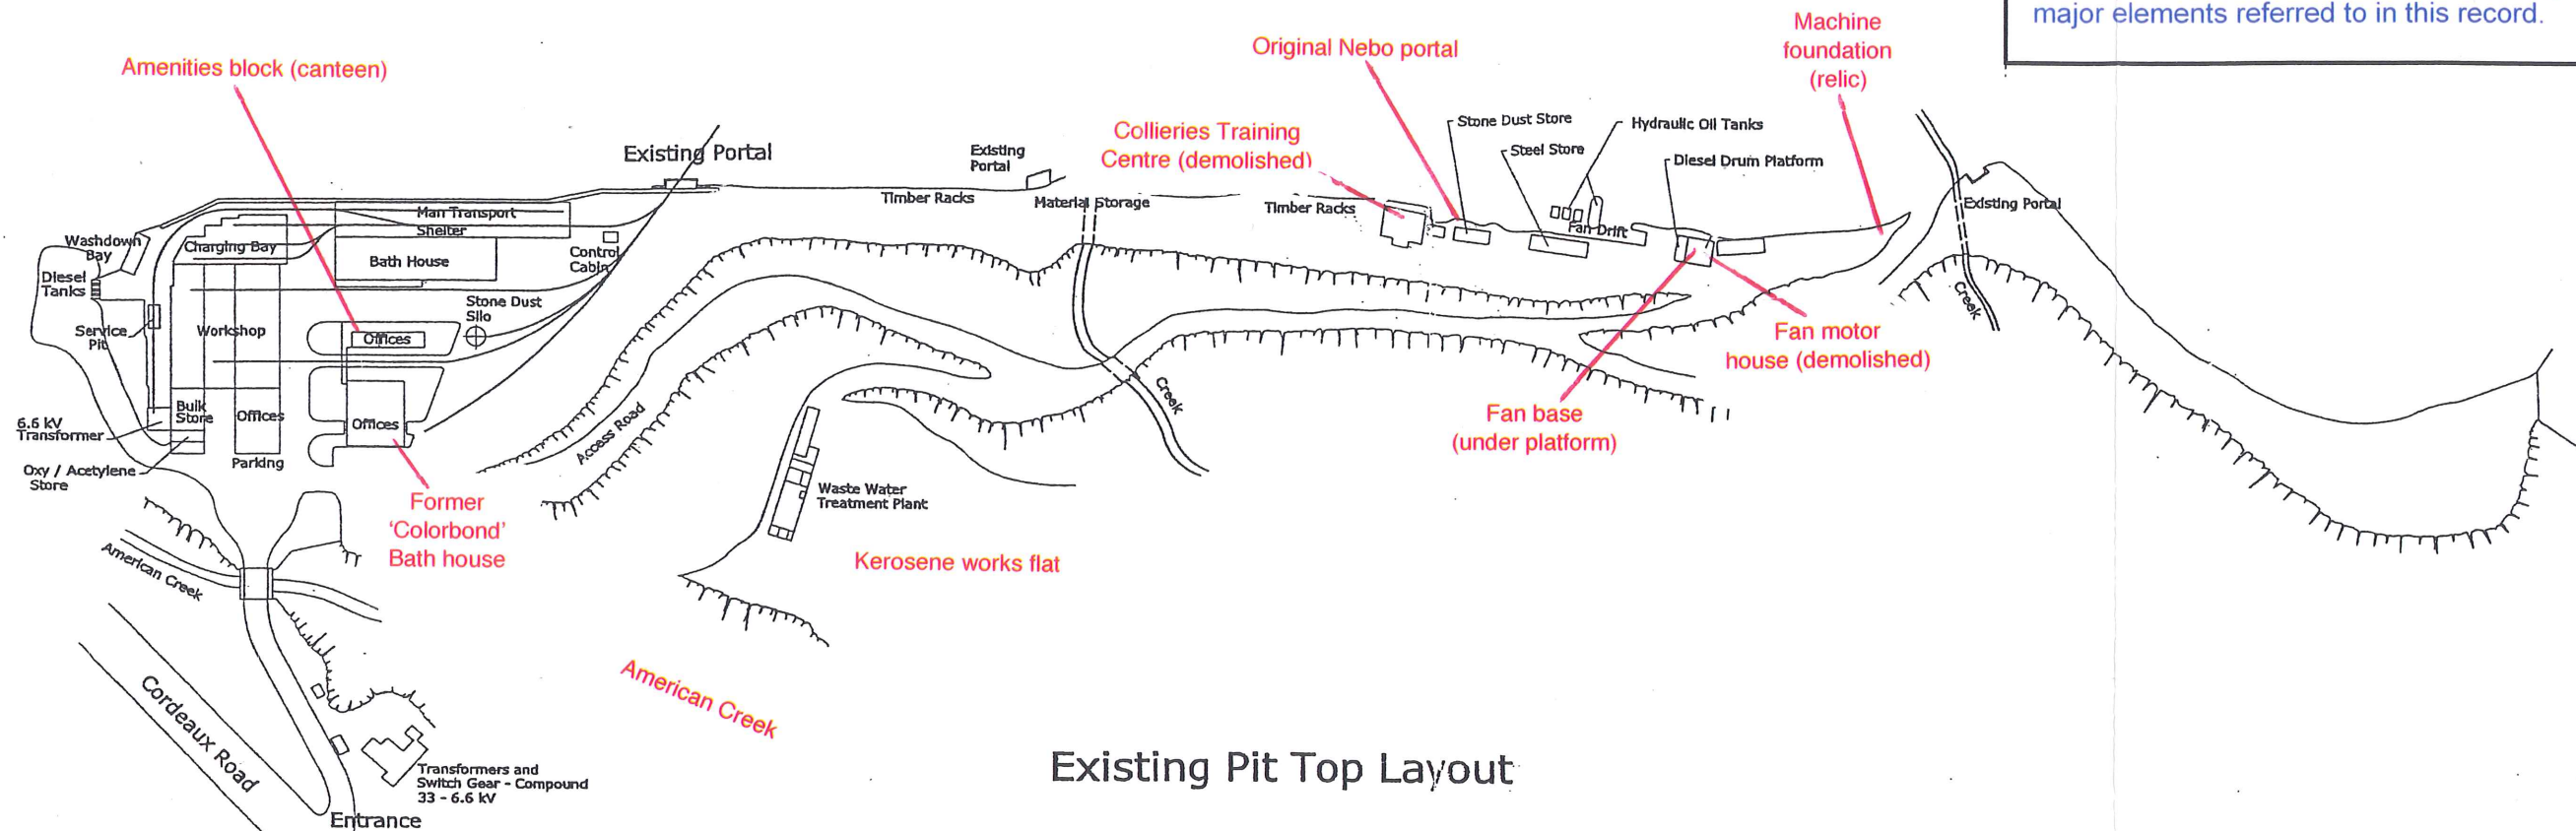 major elements referred to in this record.
Machine
foundation
(relic)
Original Nebo portal
Amenities block (canteen)
Collieries Training
Centre (demolished)
Stone Dust Store
Hydraulic Oil Tanks
Steel Store
Diesel Drum Platform
Existing Portal
Existing
Portal
Timber Racks
Material Storage
Timber Racks
Fan Drift
Existing Portal
Man Transport
Shelter
Washdown
Bay
Charging Bay
Bath House
Control
Cabin
Diesel
Tanks
Stone Dust
Silo
Service
Pit
Workshop
Offices
Creek
Fan motor
house (demolished)
Fan base
(under platform)
Creek
Bulk
Store
Offices
Offices
6.6 kV
Transformer
Oxy / Acetylene
Store
Parking
Access Road
Former
'Colorbond'
Bath house
Waste Water
Treatment Plant
Kerosene works flat
American Creek
American Creek
Cordeaux Road
Transformers and
Switch Gear - Compound
33 - 6.6 kV
Entrance
Existing Pit Top Layout